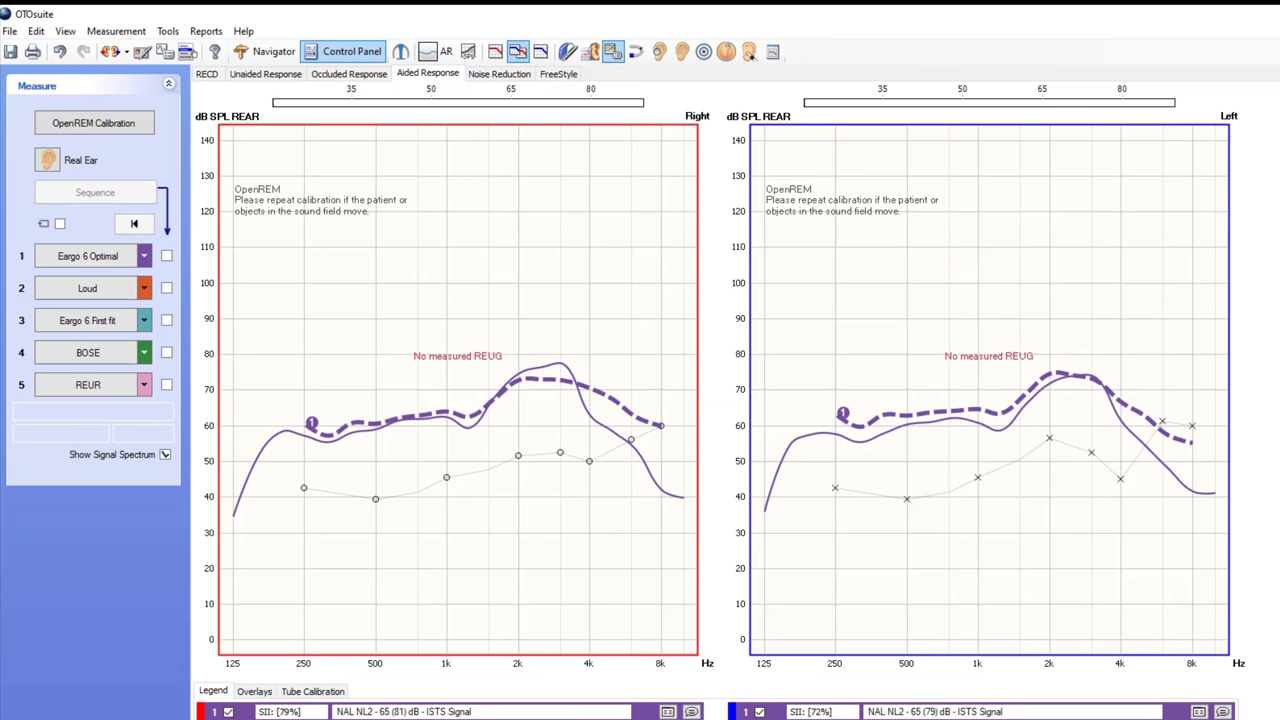 OTOsuite
File Edit View Measurement Tools Reports Help
Navigator Control Panel AR
Measure
OpenREM Calibration
Real Ear
Sequence
1 Eargo 6 Optimal
2 Loud
3 Eargo 6 First fit
4 BOSE
5 REUR
Show Signal Spectrum
RECD Unaided Response Occluded Response Aided Response Noise Reduction FreeStyle
35 50 65 80
dB SPL REAR Right
140
OpenREM
Please repeat calibration if the patient or
objects in the sound field move.
130
120
110
100
90
80
No measured REUG
70
60
50
40
30
20
10
0
1
125 250 500 1k 2k 4k 8k Hz
35 50 65 80
dB SPL REAR Left
140
OpenREM
Please repeat calibration if the patient or
objects in the sound field move.
130
120
110
100
90
80
No measured REUG
70
60
50
40
30
20
10
0
1
125 250 500 1k 2k 4k 8k Hz
Legend Overlays Tube Calibration
1 SII: [79%] NAL NL2 - 65 (81) dB - ISTS Signal
1 SII: [72%] NAL NL2 - 65 (79) dB - ISTS Signal